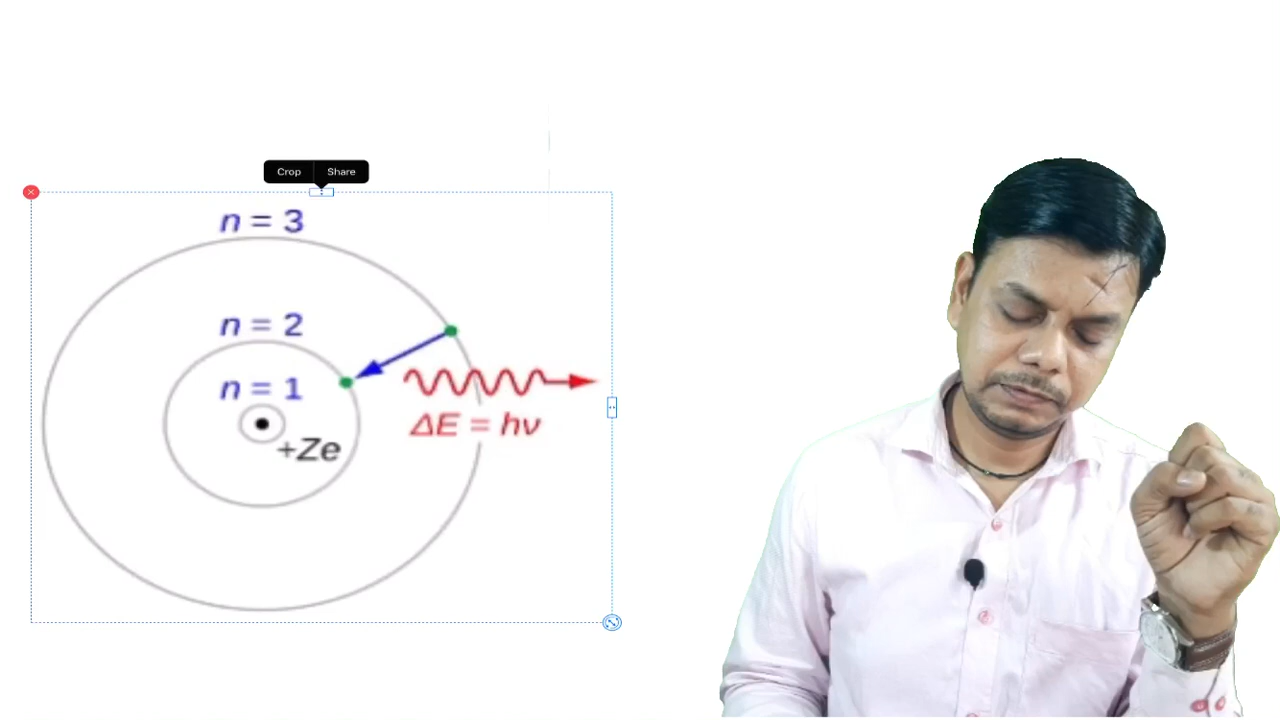 Crop Share
n = 3
n = 2
n = 1
+Ze
ΔE = hν